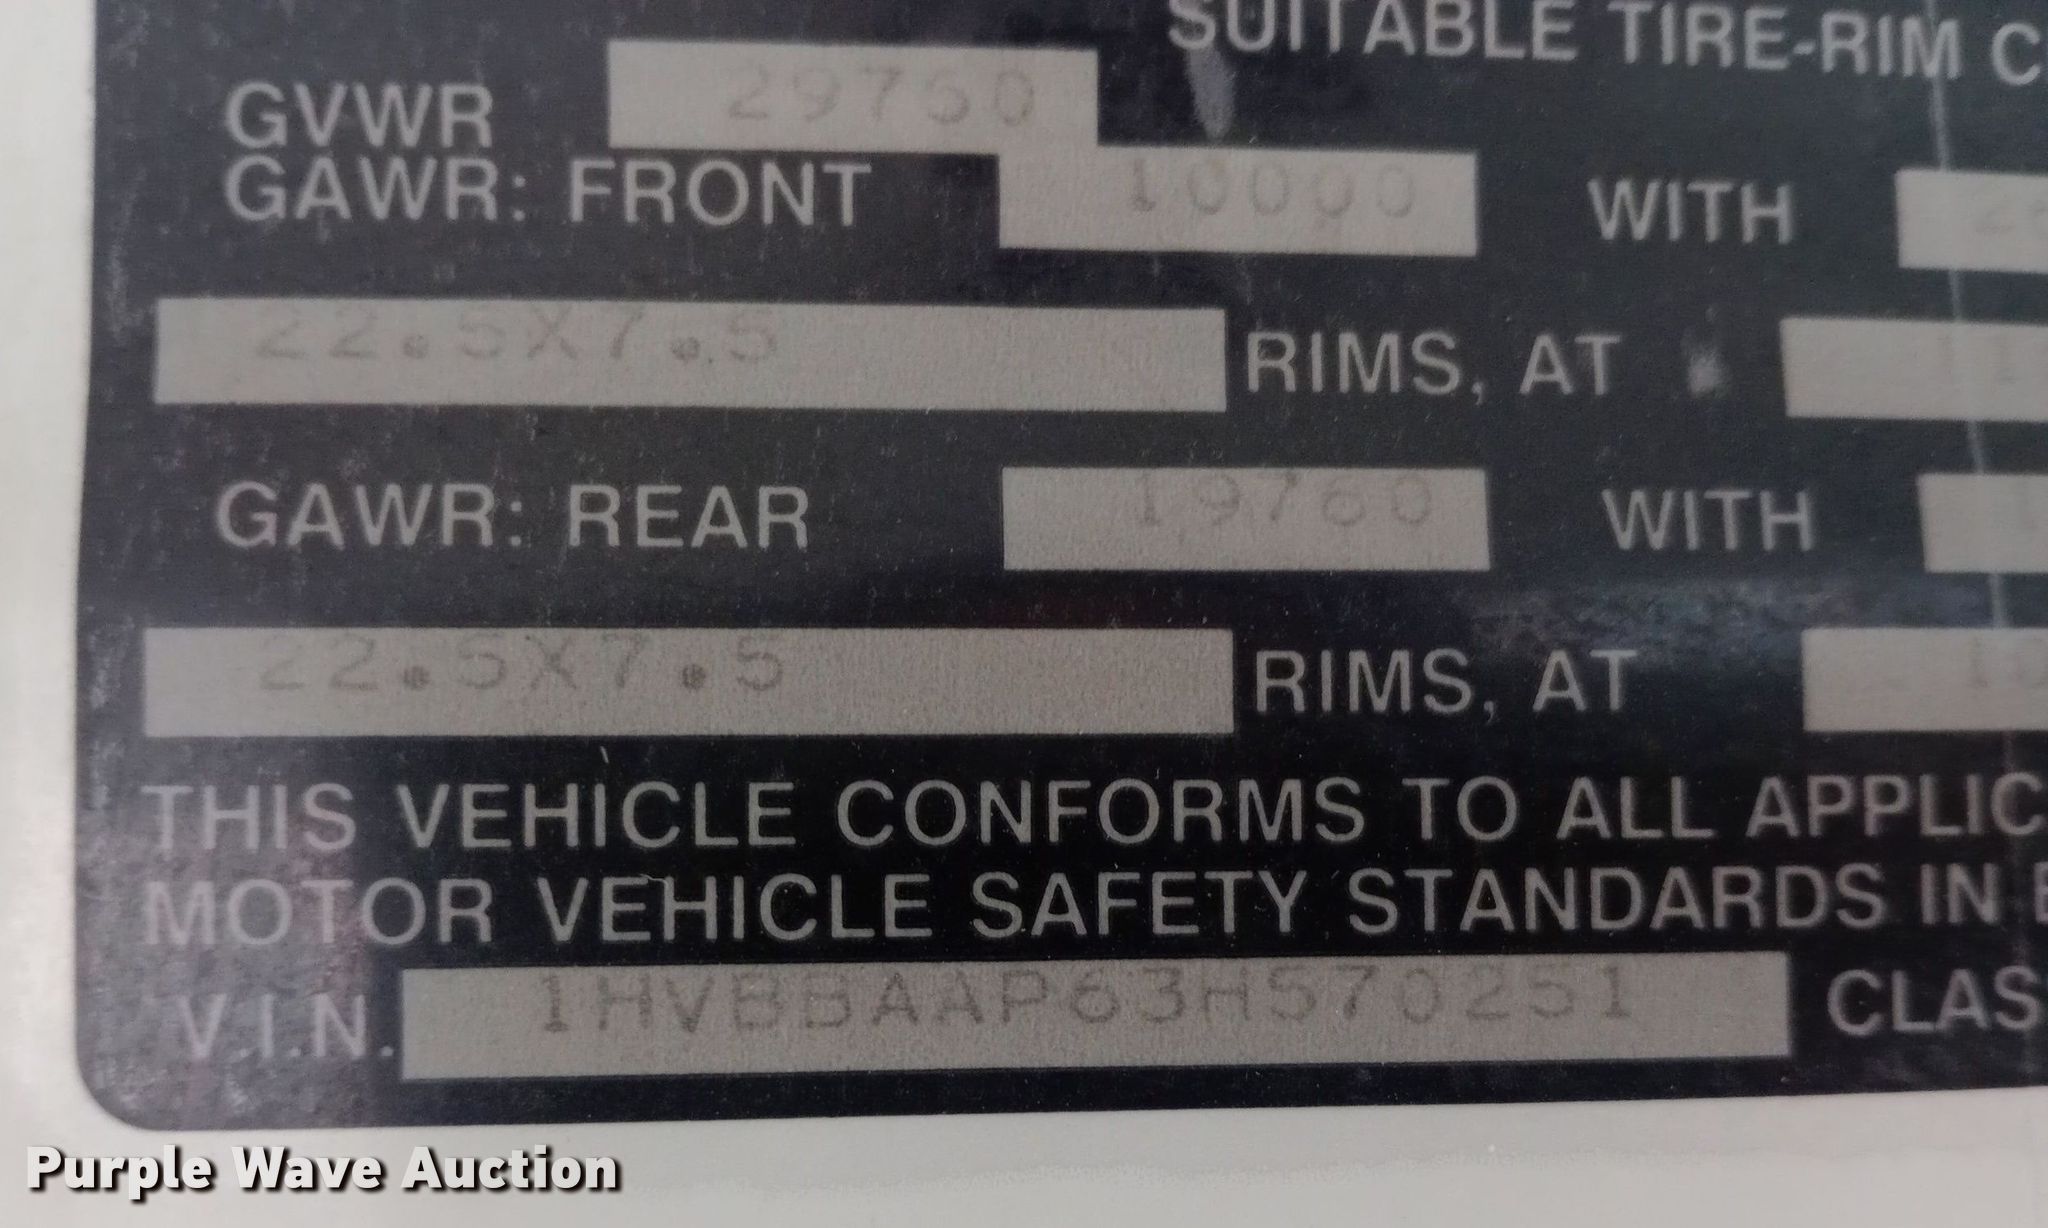 SUITABLE TIRE-RIM C
GVWR 29760
GAWR: FRONT 10000 WITH
22.5X7.5 RIMS, AT
GAWR: REAR 19760 WITH
22.5X7.5 RIMS, AT
THIS VEHICLE CONFORMS TO ALL APPLIC
MOTOR VEHICLE SAFETY STANDARDS IN
V.I.N. 1HVBBAAP63H570251 CLAS
Purple Wave Auction